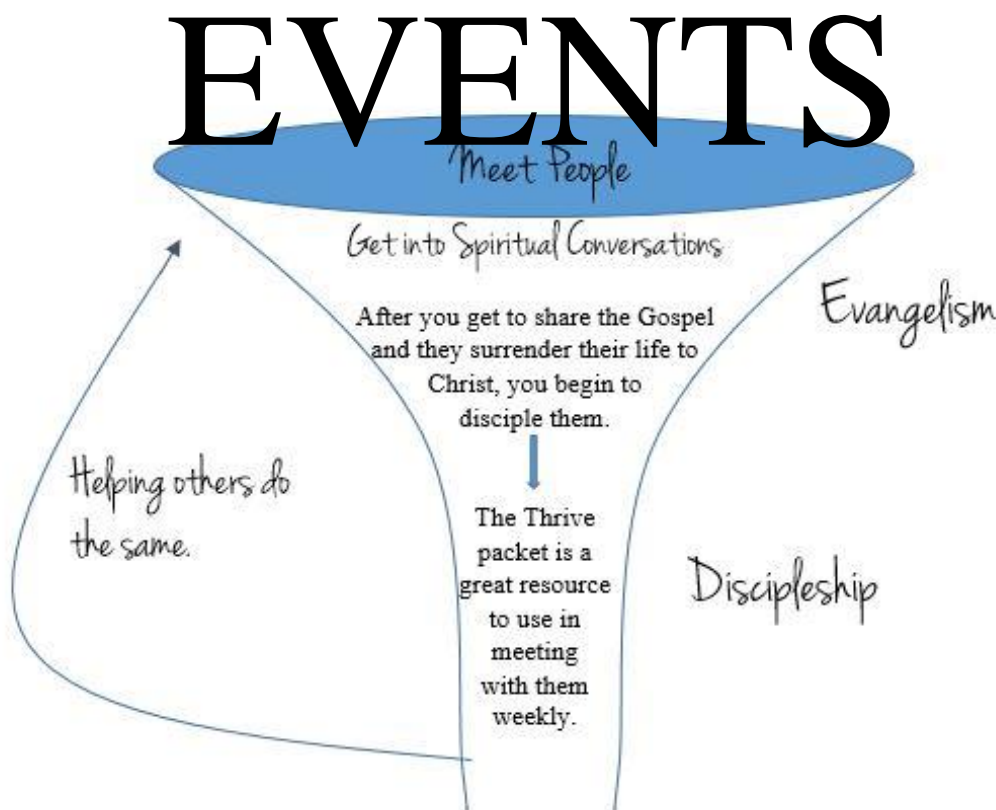 EVENTS
Meet People
Get into Spiritual Conversations
Evangelism
After you get to share the Gospel
and they surrender their life to
Christ, you begin to
disciple them.
Helping others do
the same.
The Thrive
packet is a
great resource
to use in
meeting
with them
weekly.
Discipleship